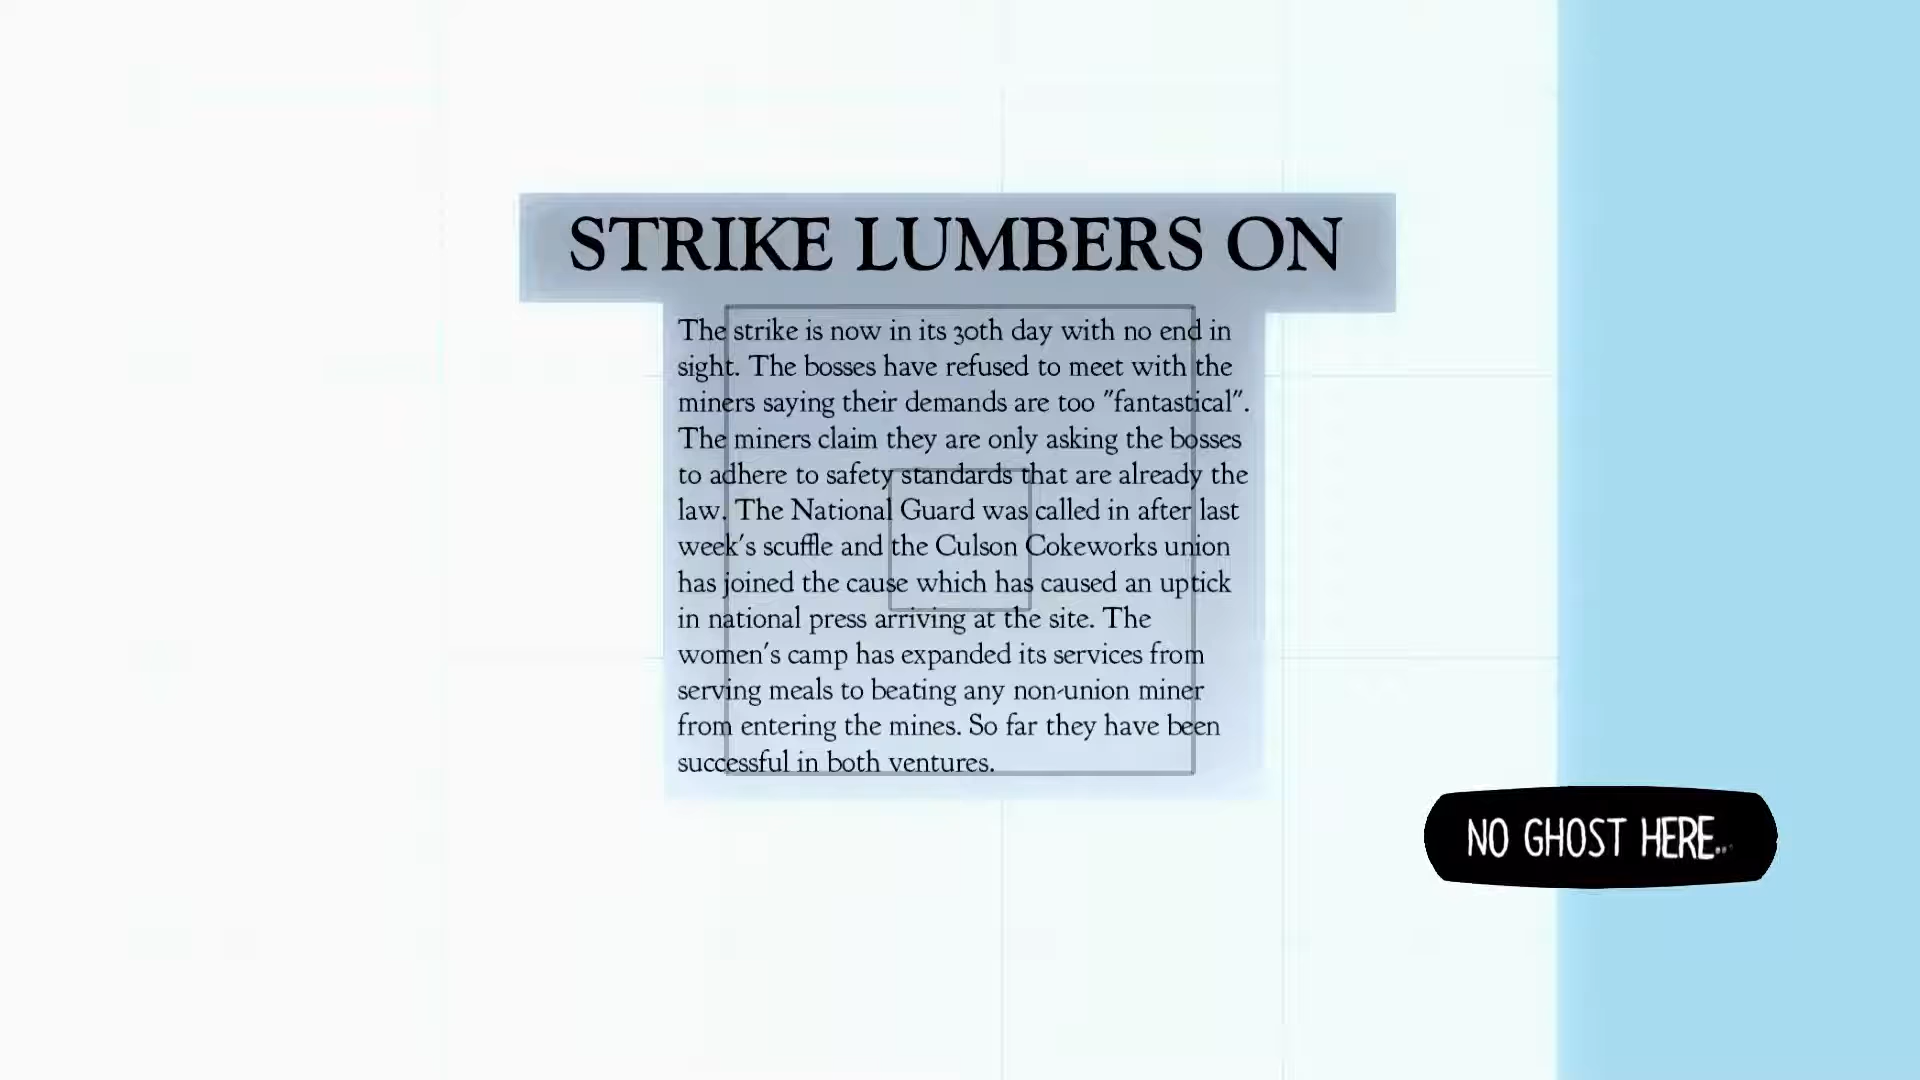 STRIKE LUMBERS ON
The strike is now in its 30th day with no end in
sight. The bosses have refused to meet with the
miners saying their demands are too "fantastical".
The miners claim they are only asking the bosses
to adhere to safety standards that are already the
law. The National Guard was called in after last
week's scuffle and the Culson Cokeworks union
has joined the cause which has caused an uptick
in national press arriving at the site. The
women's camp has expanded its services from
serving meals to beating any non-union miner
from entering the mines. So far they have been
successful in both ventures.
NO GHOST HERE...